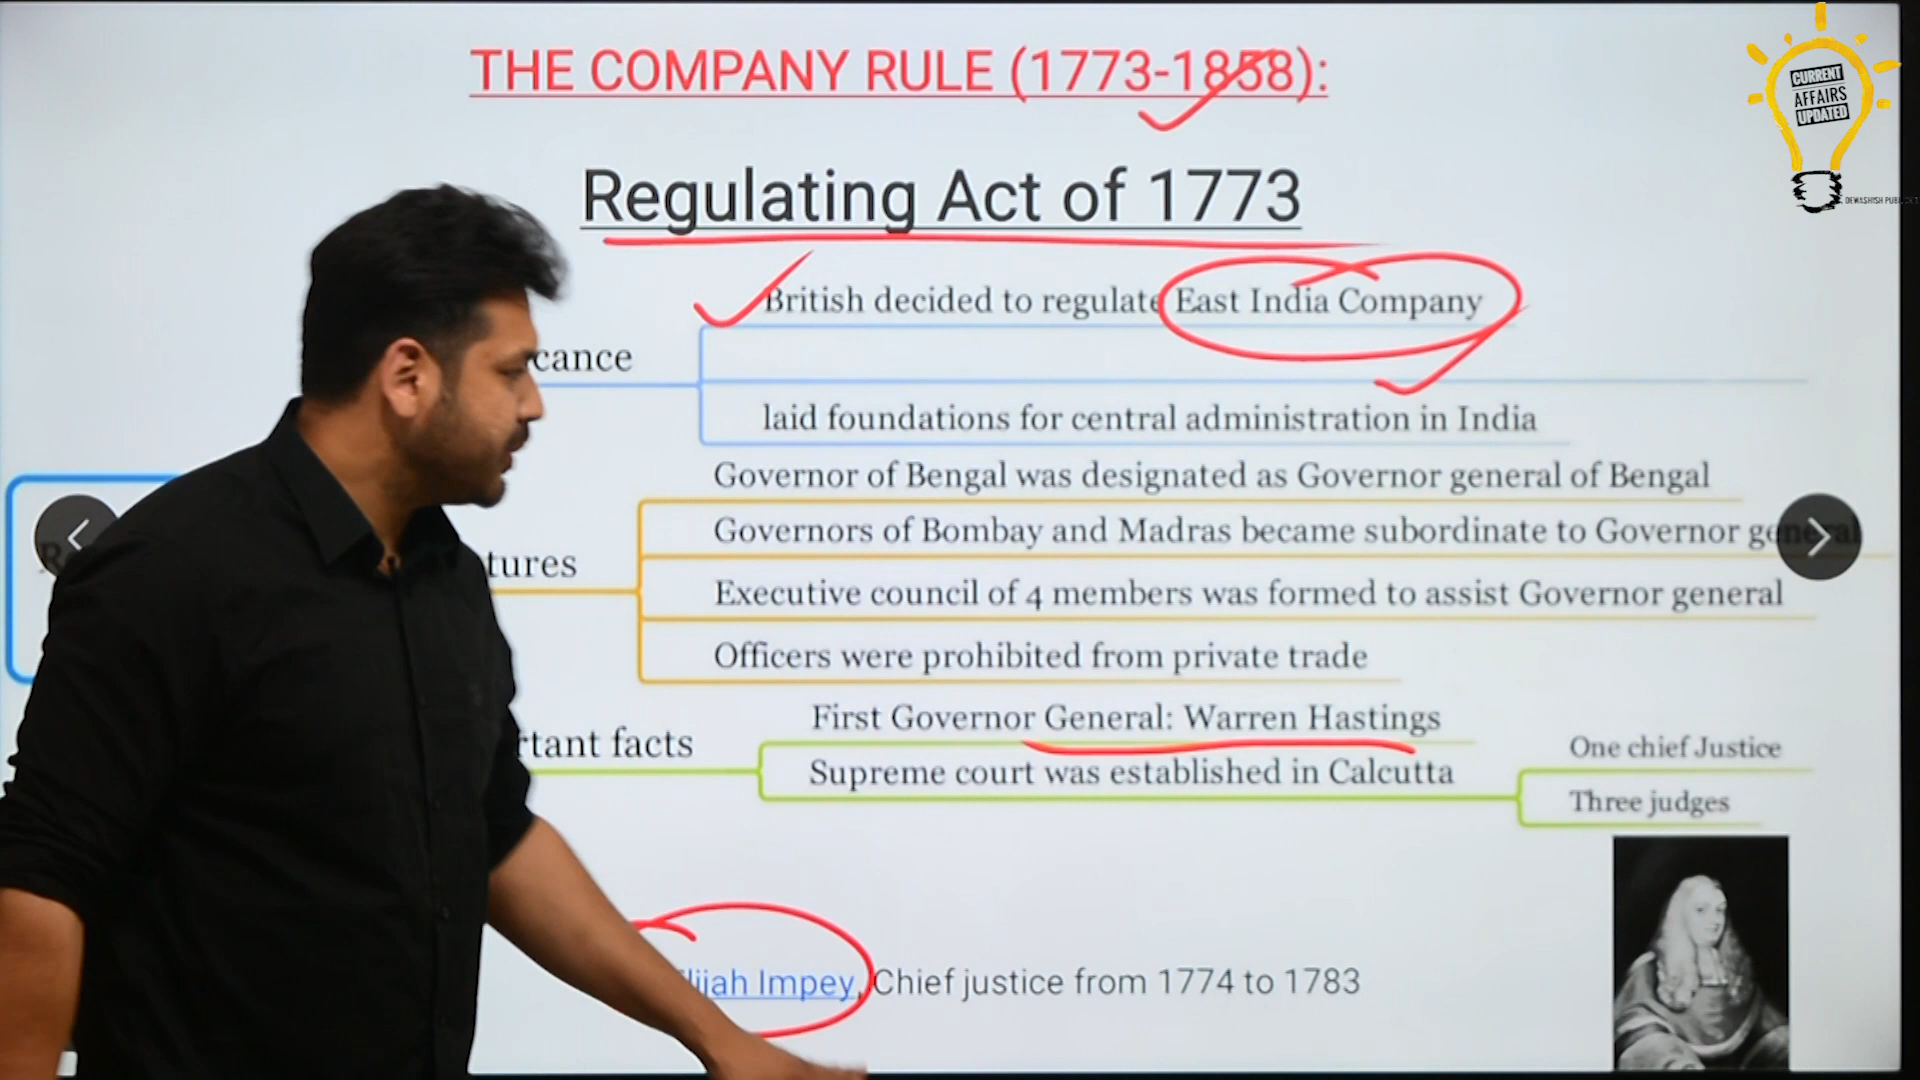 THE COMPANY RULE (1773-1858):
CURRENT
AFFAIRS
UPDATED
Regulating Act of 1773
British decided to regulate East India Company
cance
laid foundations for central administration in India
Governor of Bengal was designated as Governor general of Bengal
Governors of Bombay and Madras became subordinate to Governor general
tures
Executive council of 4 members was formed to assist Governor general
Officers were prohibited from private trade
First Governor General: Warren Hastings
rtant facts
Supreme court was established in Calcutta
One chief Justice
Three judges
lijah Impey, Chief justice from 1774 to 1783